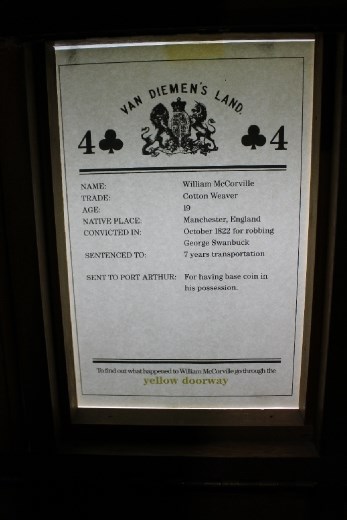 VAN DIEMEN'S LAND.
4♣ ♣4
NAME: William McCorville
TRADE: Cotton Weaver
AGE: 19
NATIVE PLACE: Manchester, England
CONVICTED IN: October 1822 for robbing
George Swanbuck
SENTENCED TO: 7 years transportation
SENT TO PORT ARTHUR: For having base coin in
his possession.
To find out what happened to William McCorville go through the
yellow doorway